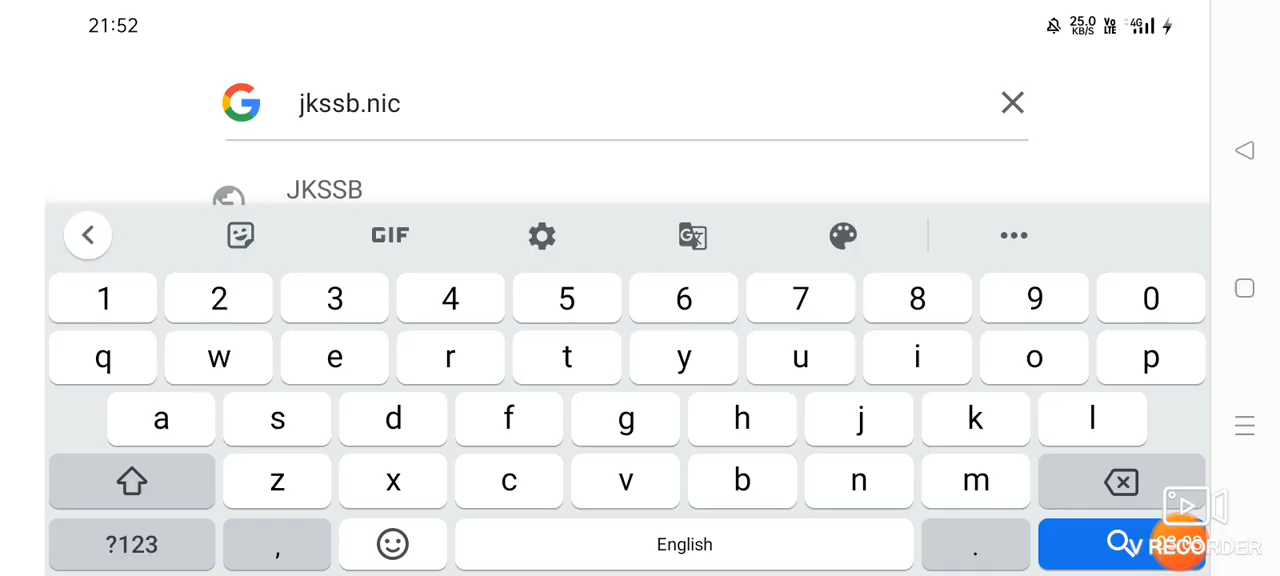 21:52
25.0 KB/S Vo LTE 4G
jkssb.nic
JKSSB
GIF
1 2 3 4 5 6 7 8 9 0
q w e r t y u i o p
a s d f g h j k l
z x c v b n m
?123 , English .
V RECORDER